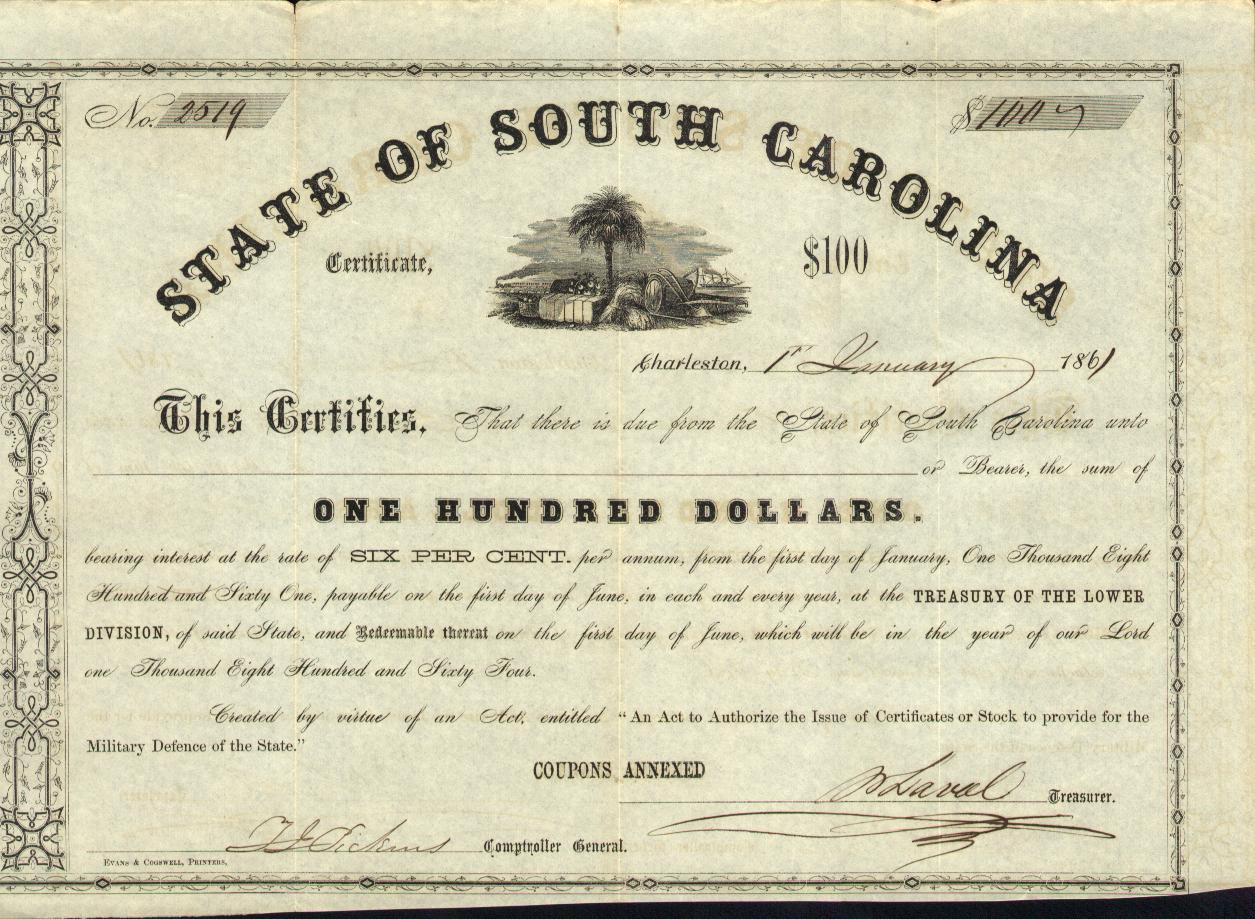 No. 2519
$100
STATE OF SOUTH CAROLINA
Certificate, $100
Charleston, 1st January 1861
This Certifies, That there is due from the State of South Carolina unto
or Bearer, the sum of
ONE HUNDRED DOLLARS.
bearing interest at the rate of SIX PER CENT. per annum, from the first day of January, One Thousand Eight
Hundred and Sixty One, payable on the first day of June, in each and every year, at the TREASURY OF THE LOWER
DIVISION, of said State, and Redeemable thereat on the first day of June, which will be in the year of our Lord
one Thousand Eight Hundred and Sixty Four.
Created by virtue of an Act, entitled "An Act to Authorize the Issue of Certificates or Stock to provide for the
Military Defence of the State."
COUPONS ANNEXED
W Laval Treasurer.
T J Pickens Comptroller General.
EVANS & COGSWELL, PRINTERS,